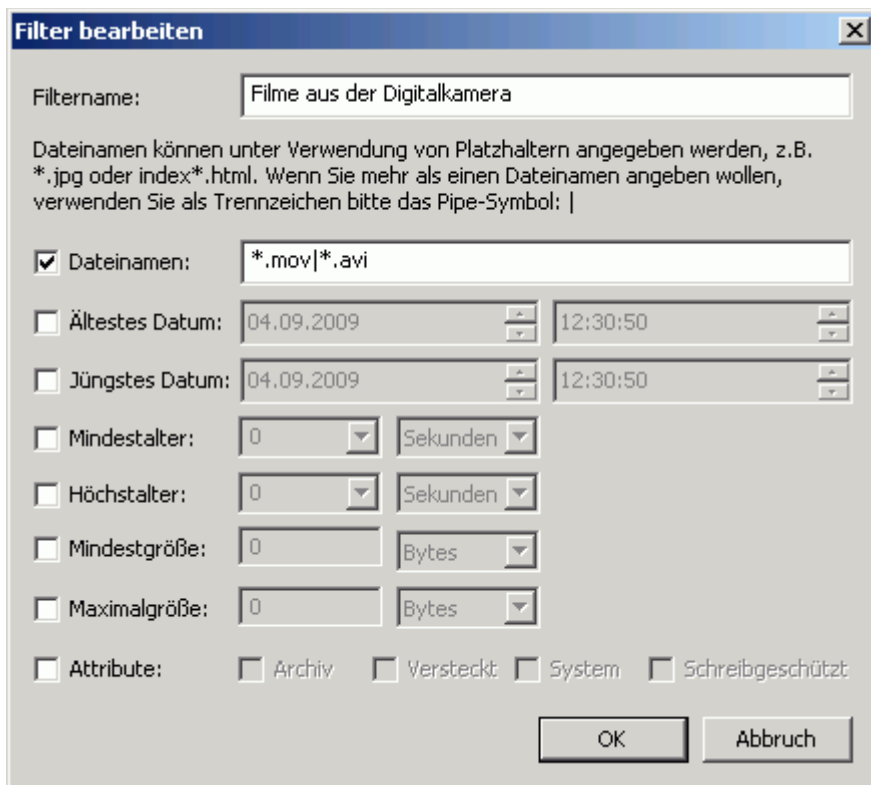 Filter bearbeiten
Filtername: Filme aus der Digitalkamera
Dateinamen können unter Verwendung von Platzhaltern angegeben werden, z.B.
*.jpg oder index*.html. Wenn Sie mehr als einen Dateinamen angeben wollen,
verwenden Sie als Trennzeichen bitte das Pipe-Symbol: |
Dateinamen: *.mov|*.avi
Ältestes Datum: 04.09.2009 12:30:50
Jüngstes Datum: 04.09.2009 12:30:50
Mindestalter: 0 Sekunden
Höchstalter: 0 Sekunden
Mindestgröße: 0 Bytes
Maximalgröße: 0 Bytes
Attribute: Archiv Versteckt System Schreibgeschützt
OK Abbruch